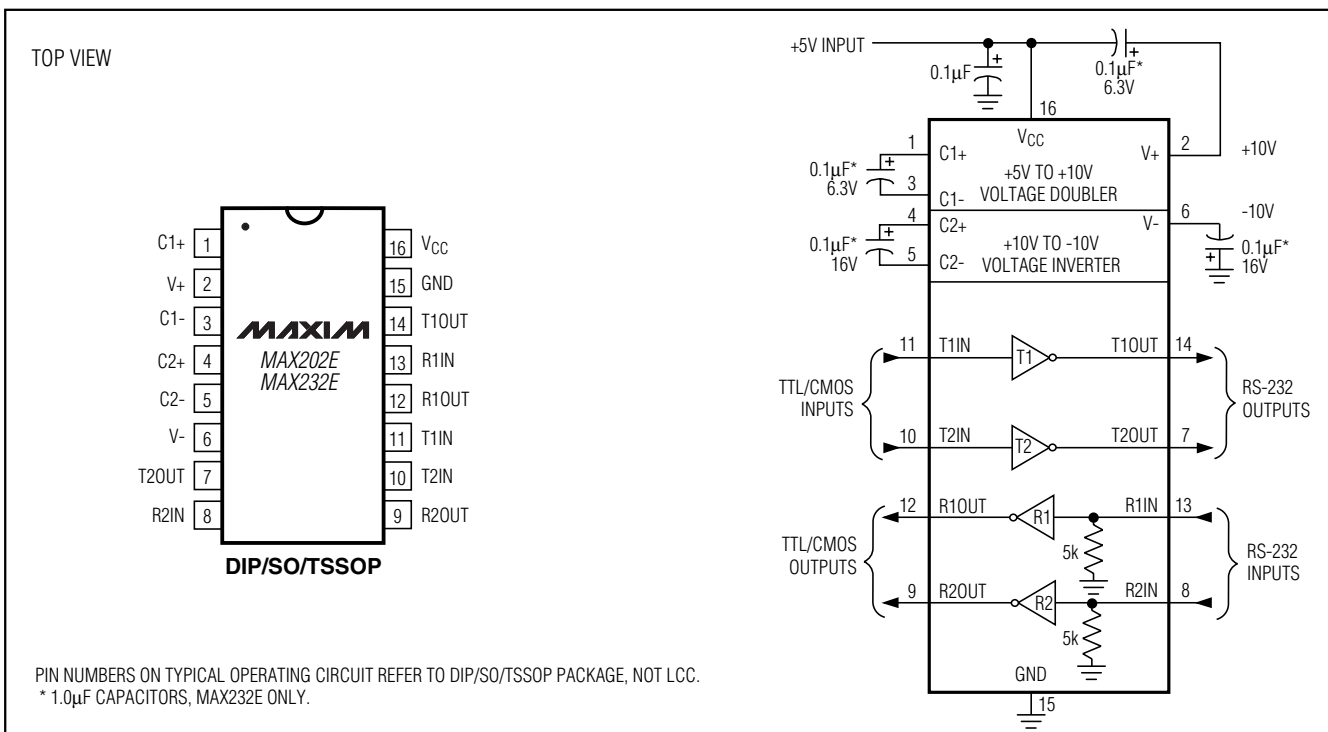 TOP VIEW
C1+ 1
V+ 2
C1- 3
C2+ 4
C2- 5
V- 6
T2OUT 7
R2IN 8
16 VCC
15 GND
14 T1OUT
13 R1IN
12 R1OUT
11 T1IN
10 T2IN
9 R2OUT
MAXIM
MAX202E
MAX232E
DIP/SO/TSSOP
+5V INPUT
0.1μF
+
0.1μF*
6.3V
+
16
VCC
1
C1+
+5V TO +10V
VOLTAGE DOUBLER
V+
2
+10V
0.1μF*
6.3V
+
3
C1-
4
C2+
+10V TO -10V
VOLTAGE INVERTER
V-
6
-10V
0.1μF*
16V
+
5
C2-
0.1μF*
16V
+
TTL/CMOS
INPUTS
11 T1IN T1 T1OUT 14
10 T2IN T2 T2OUT 7
RS-232
OUTPUTS
TTL/CMOS
OUTPUTS
12 R1OUT R1 R1IN 13
5k
9 R2OUT R2 R2IN 8
5k
RS-232
INPUTS
GND
15
PIN NUMBERS ON TYPICAL OPERATING CIRCUIT REFER TO DIP/SO/TSSOP PACKAGE, NOT LCC.
* 1.0μF CAPACITORS, MAX232E ONLY.